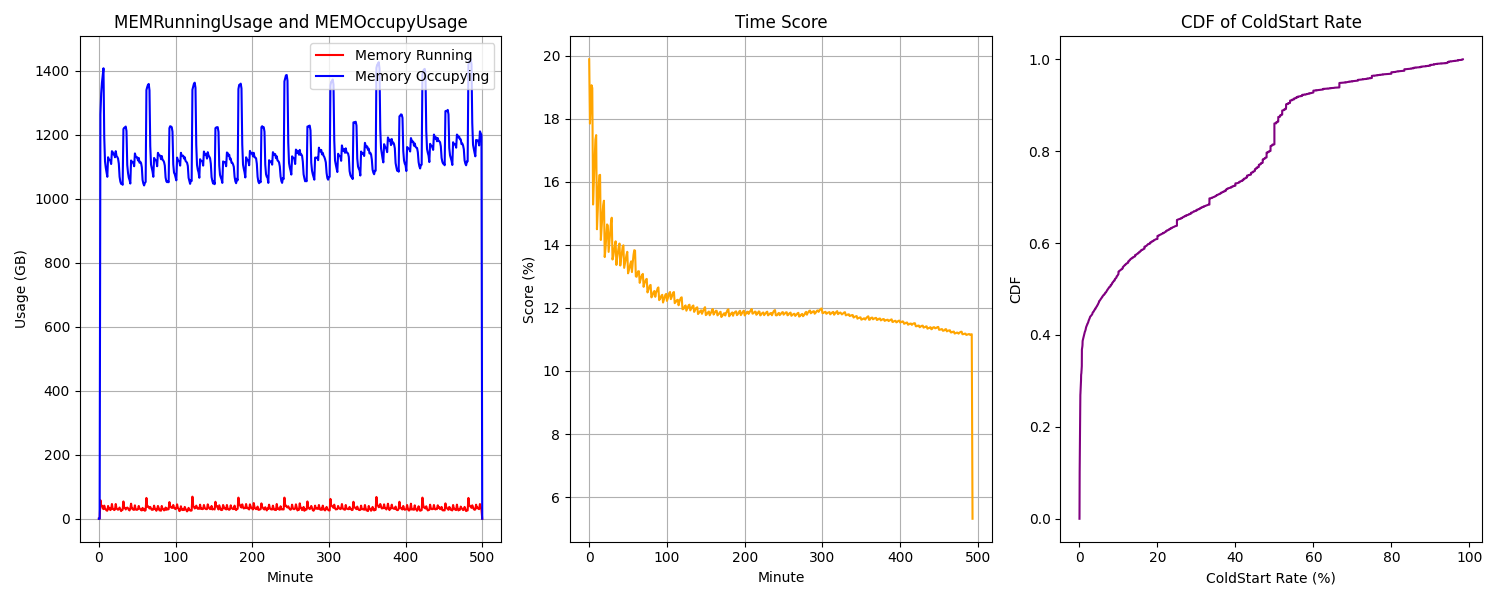 MEMRunningUsage and MEMOccupyUsage
Memory Running
Memory Occupying
Usage (GB)
1400
1200
1000
800
600
400
200
0
0 100 200 300 400 500
Minute
Time Score
Score (%)
20
18
16
14
12
10
8
6
0 100 200 300 400 500
Minute
CDF of ColdStart Rate
CDF
1.0
0.8
0.6
0.4
0.2
0.0
0 20 40 60 80 100
ColdStart Rate (%)